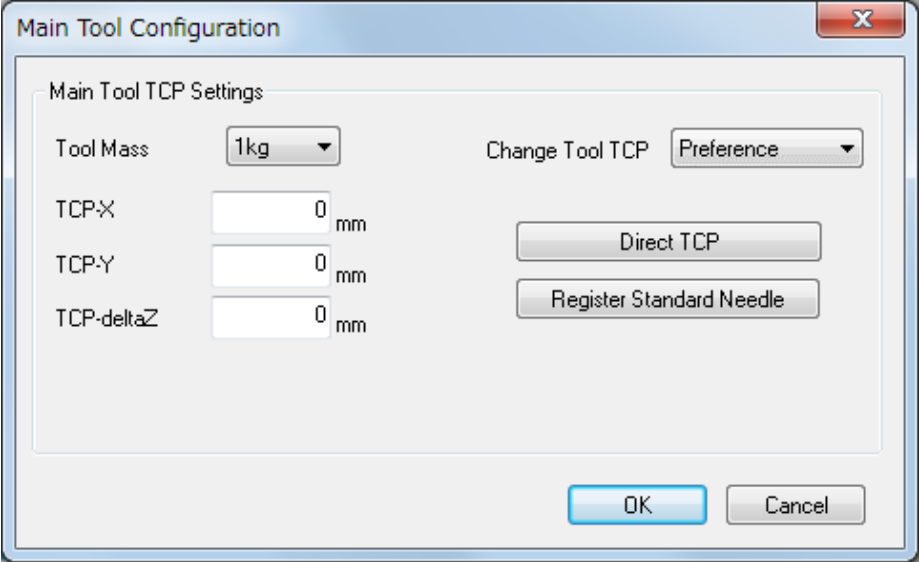 Main Tool Configuration
x
Main Tool TCP Settings
Tool Mass 1kg
Change Tool TCP Preference
TCP-X 0 mm
TCP-Y 0 mm
TCP-deltaZ 0 mm
Direct TCP
Register Standard Needle
OK Cancel